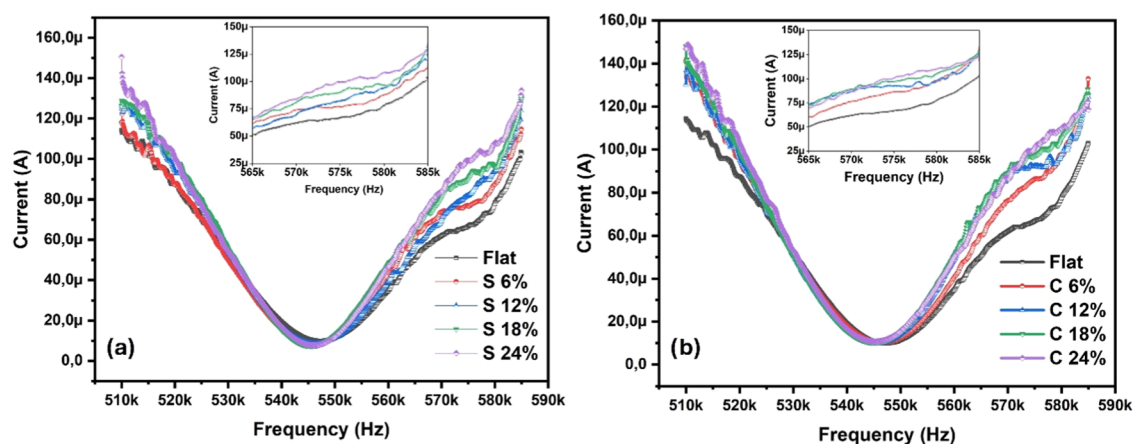 (a)
Current (A)
160,0µ
140,0µ
120,0µ
100,0µ
80,0µ
60,0µ
40,0µ
20,0µ
0,0
510k 520k 530k 540k 550k 560k 570k 580k 590k
Frequency (Hz)
Current (A)
150µ
125µ
100µ
75µ
50µ
25µ
565k 570k 575k 580k 585k
Frequency (Hz)
Flat
S 6%
S 12%
S 18%
S 24%
(b)
Current (A)
160,0µ
140,0µ
120,0µ
100,0µ
80,0µ
60,0µ
40,0µ
20,0µ
0,0
510k 520k 530k 540k 550k 560k 570k 580k 590k
Frequency (Hz)
Current (A)
150µ
125µ
100µ
75µ
50µ
25µ
565k 570k 575k 580k 585k
Frequency (Hz)
Flat
C 6%
C 12%
C 18%
C 24%